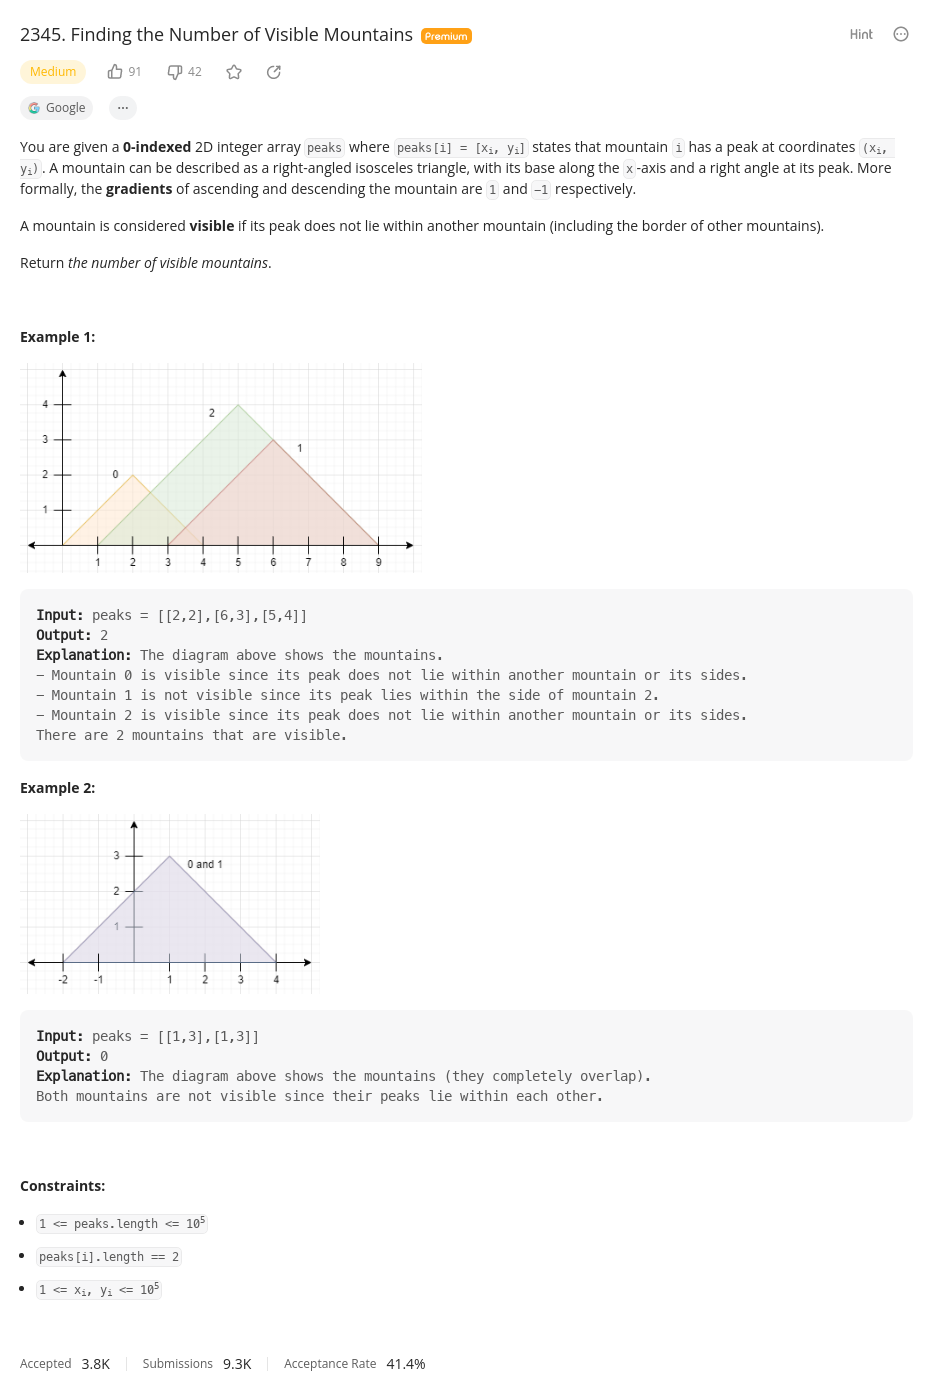 2345. Finding the Number of Visible Mountains Premium Hint
Medium 91 42
Google ...
You are given a 0-indexed 2D integer array peaks where peaks[i] = [xᵢ, yᵢ] states that mountain i has a peak at coordinates (xᵢ,
yᵢ). A mountain can be described as a right-angled isosceles triangle, with its base along the x-axis and a right angle at its peak. More
formally, the gradients of ascending and descending the mountain are 1 and −1 respectively.
A mountain is considered visible if its peak does not lie within another mountain (including the border of other mountains).
Return the number of visible mountains.
Example 1:
4 2
3 1
2 0
1
1 2 3 4 5 6 7 8 9
Input: peaks = [[2,2],[6,3],[5,4]]
Output: 2
Explanation: The diagram above shows the mountains.
– Mountain 0 is visible since its peak does not lie within another mountain or its sides.
– Mountain 1 is not visible since its peak lies within the side of mountain 2.
– Mountain 2 is visible since its peak does not lie within another mountain or its sides.
There are 2 mountains that are visible.
Example 2:
3 0 and 1
2
1
-2 -1 1 2 3 4
Input: peaks = [[1,3],[1,3]]
Output: 0
Explanation: The diagram above shows the mountains (they completely overlap).
Both mountains are not visible since their peaks lie within each other.
Constraints:
• 1 <= peaks.length <= 10⁵
• peaks[i].length == 2
• 1 <= xᵢ, yᵢ <= 10⁵
Accepted 3.8K Submissions 9.3K Acceptance Rate 41.4%